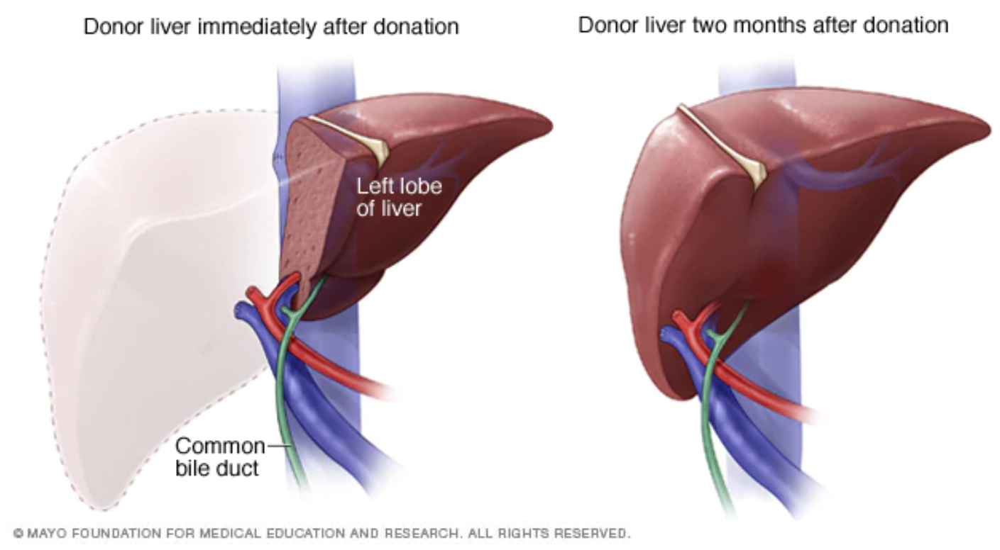 Donor liver immediately after donation
Donor liver two months after donation
Left lobe
of liver
Common
bile duct
© MAYO FOUNDATION FOR MEDICAL EDUCATION AND RESEARCH. ALL RIGHTS RESERVED.